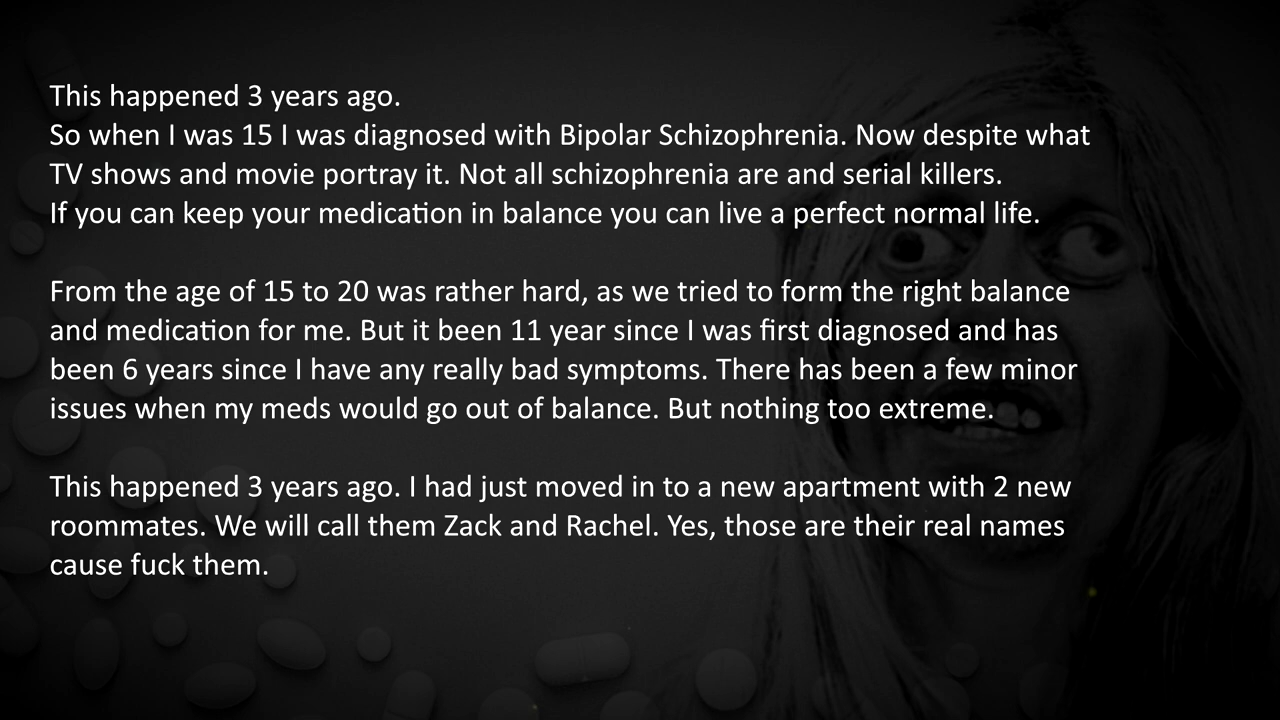 This happened 3 years ago.
So when I was 15 I was diagnosed with Bipolar Schizophrenia. Now despite what
TV shows and movie portray it. Not all schizophrenia are and serial killers.
If you can keep your medication in balance you can live a perfect normal life.
From the age of 15 to 20 was rather hard, as we tried to form the right balance
and medication for me. But it been 11 year since I was first diagnosed and has
been 6 years since I have any really bad symptoms. There has been a few minor
issues when my meds would go out of balance. But nothing too extreme.
This happened 3 years ago. I had just moved in to a new apartment with 2 new
roommates. We will call them Zack and Rachel. Yes, those are their real names
cause fuck them.